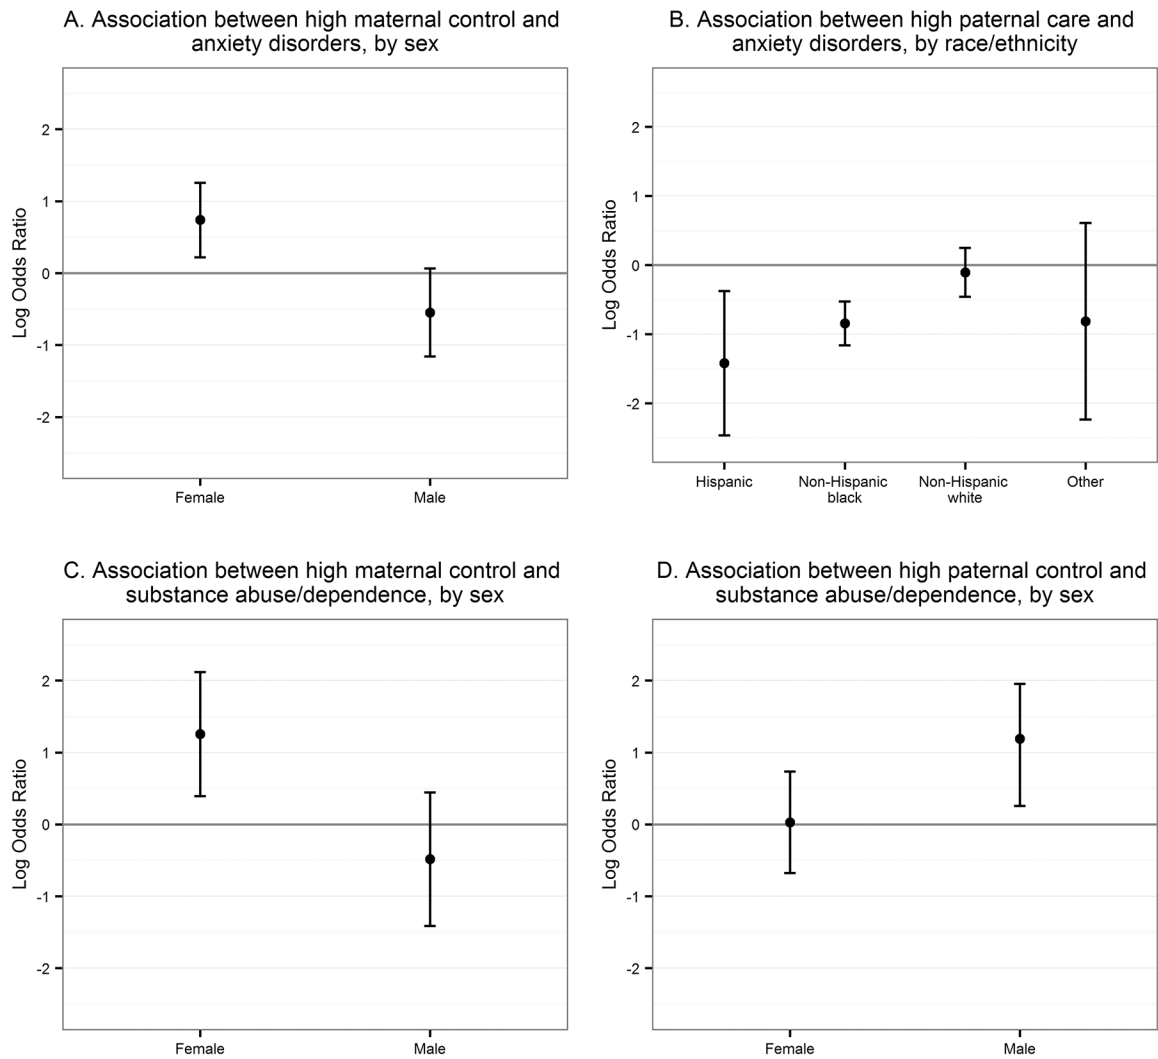 A. Association between high maternal control and
anxiety disorders, by sex
Log Odds Ratio
2
1
0
-1
-2
Female
Male
B. Association between high paternal care and
anxiety disorders, by race/ethnicity
Log Odds Ratio
2
1
0
-1
-2
Hispanic
Non-Hispanic
black
Non-Hispanic
white
Other
C. Association between high maternal control and
substance abuse/dependence, by sex
Log Odds Ratio
2
1
0
-1
-2
Female
Male
D. Association between high paternal control and
substance abuse/dependence, by sex
Log Odds Ratio
2
1
0
-1
-2
Female
Male